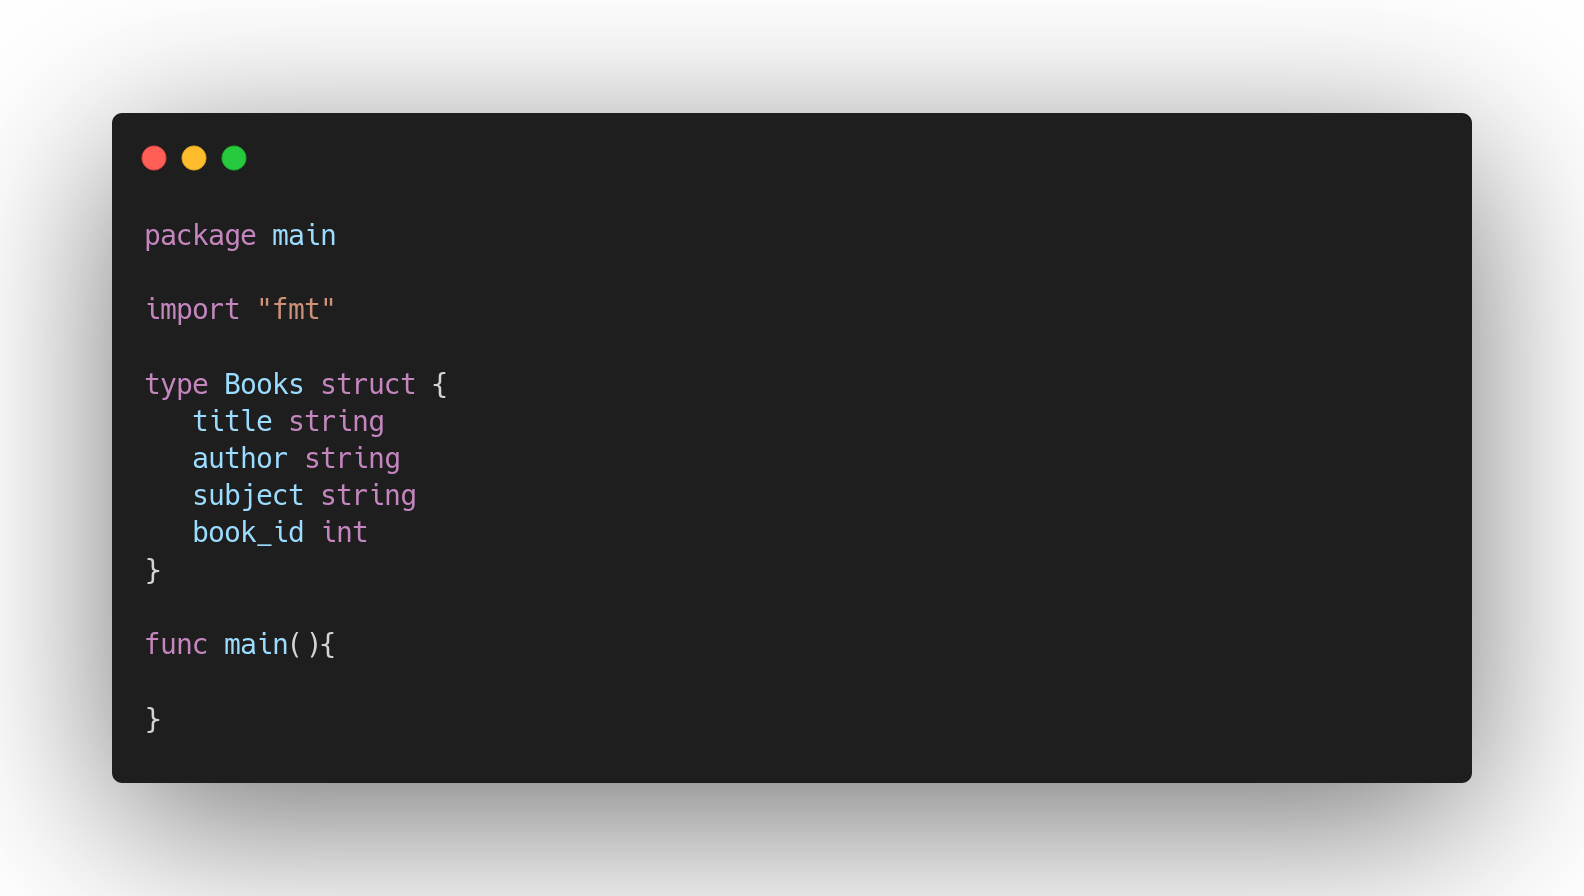 package main
import "fmt"
type Books struct {
   title string
   author string
   subject string
   book_id int
}
func main(){
}